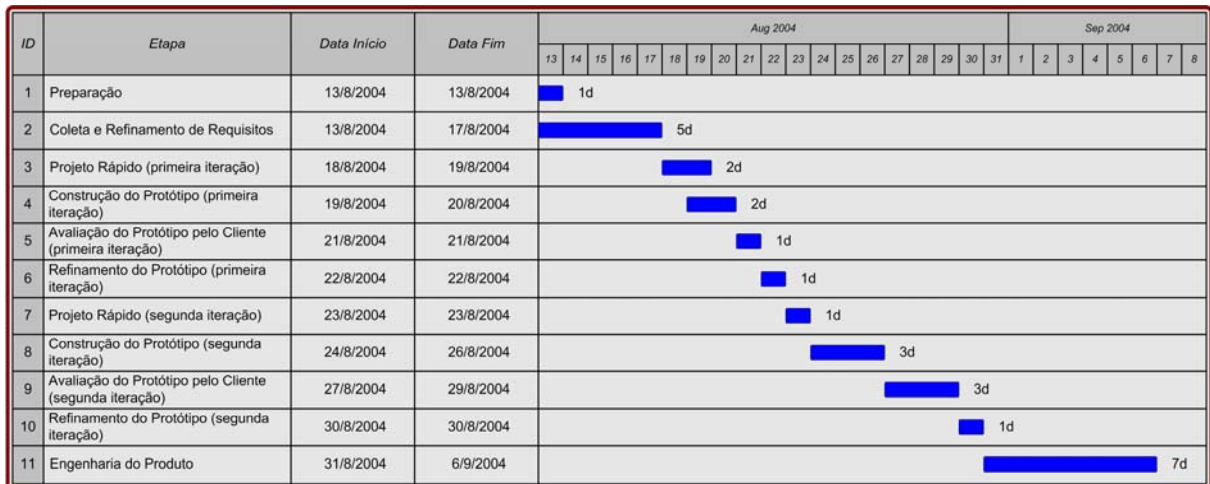 ID Etapa Data Início Data Fim Aug 2004 Sep 2004
13 14 15 16 17 18 19 20 21 22 23 24 25 26 27 28 29 30 31 1 2 3 4 5 6 7 8
1 Preparação 13/8/2004 13/8/2004 1d
2 Coleta e Refinamento de Requisitos 13/8/2004 17/8/2004 5d
3 Projeto Rápido (primeira iteração) 18/8/2004 19/8/2004 2d
4 Construção do Protótipo (primeira
iteração) 19/8/2004 20/8/2004 2d
5 Avaliação do Protótipo pelo Cliente
(primeira iteração) 21/8/2004 21/8/2004 1d
6 Refinamento do Protótipo (primeira
iteração) 22/8/2004 22/8/2004 1d
7 Projeto Rápido (segunda iteração) 23/8/2004 23/8/2004 1d
8 Construção do Protótipo (segunda
iteração) 24/8/2004 26/8/2004 3d
9 Avaliação do Protótipo pelo Cliente
(segunda iteração) 27/8/2004 29/8/2004 3d
10 Refinamento do Protótipo (segunda
iteração) 30/8/2004 30/8/2004 1d
11 Engenharia do Produto 31/8/2004 6/9/2004 7d